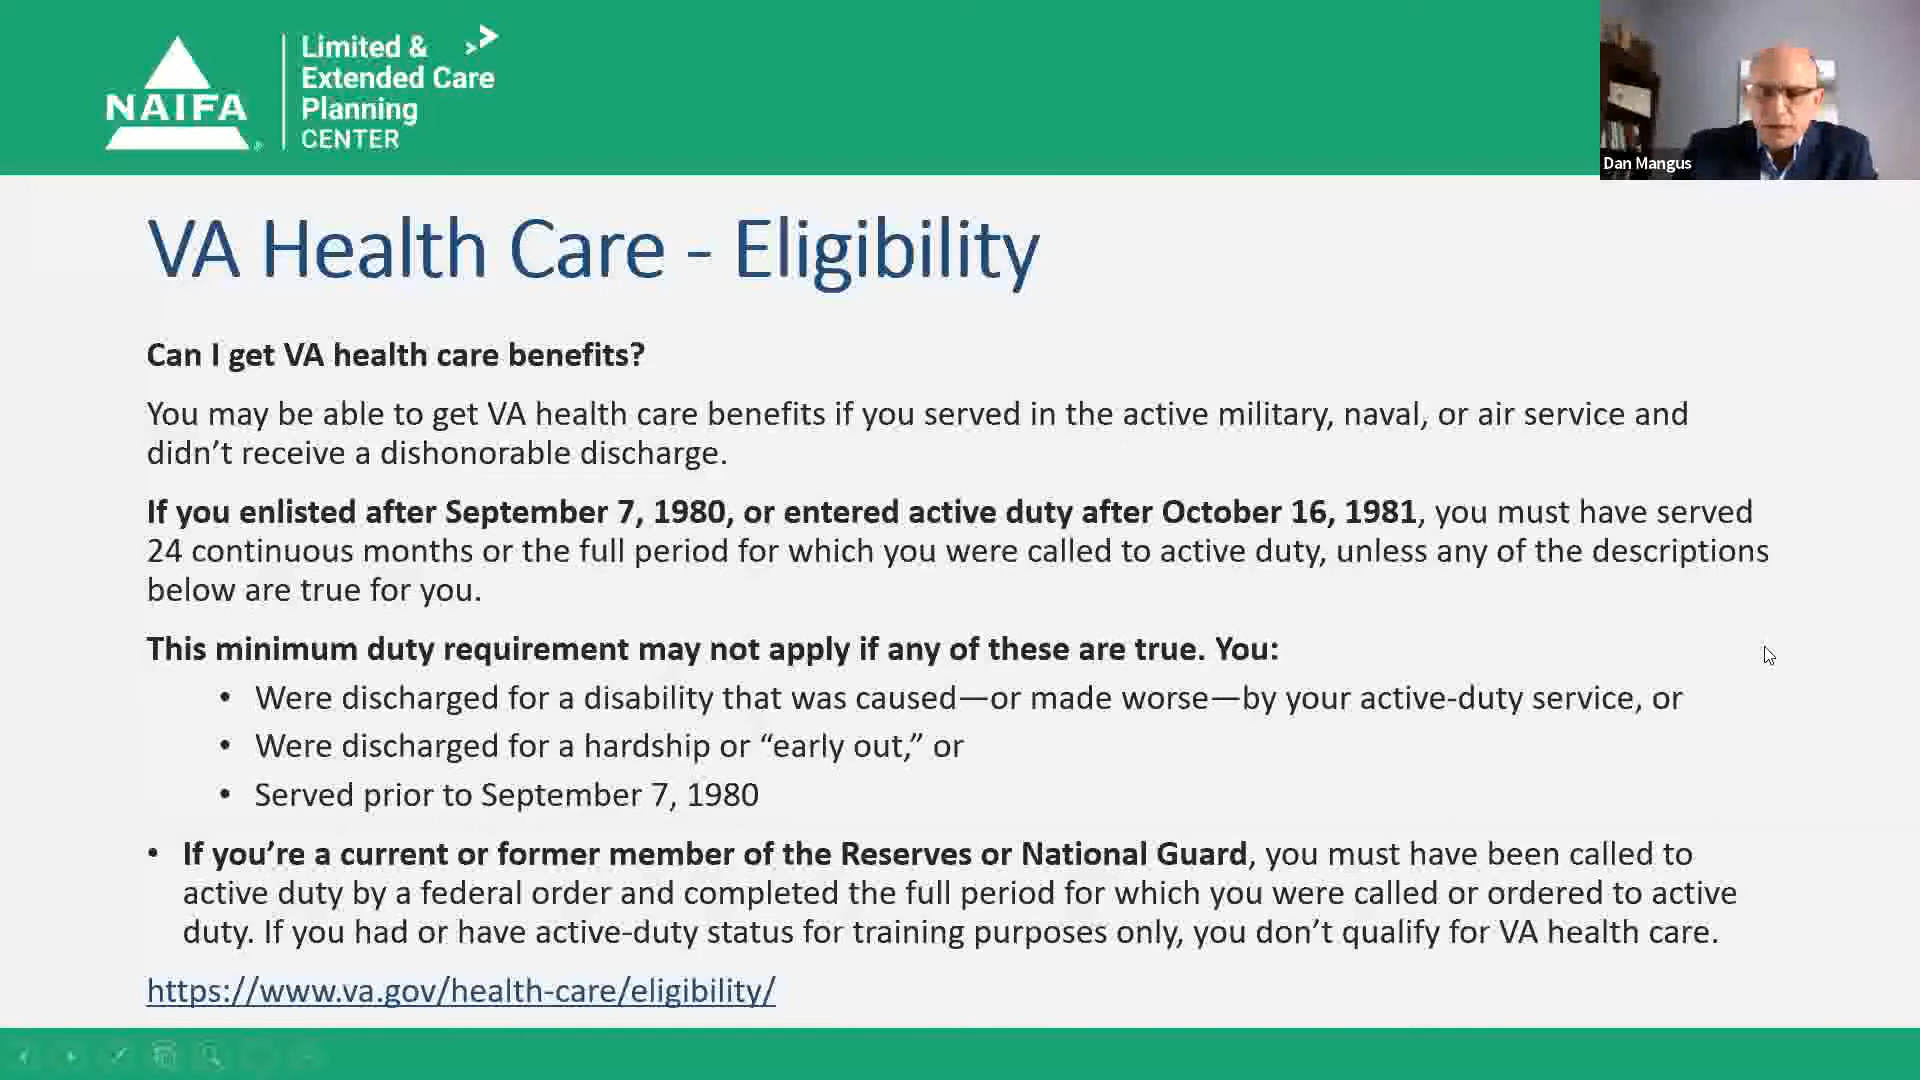 NAIFA
Limited &
Extended Care
Planning
CENTER
Dan Mangus
VA Health Care - Eligibility
Can I get VA health care benefits?
You may be able to get VA health care benefits if you served in the active military, naval, or air service and
didn’t receive a dishonorable discharge.
If you enlisted after September 7, 1980, or entered active duty after October 16, 1981, you must have served
24 continuous months or the full period for which you were called to active duty, unless any of the descriptions
below are true for you.
This minimum duty requirement may not apply if any of these are true. You:
• Were discharged for a disability that was caused—or made worse—by your active-duty service, or
• Were discharged for a hardship or “early out,” or
• Served prior to September 7, 1980
• If you’re a current or former member of the Reserves or National Guard, you must have been called to
active duty by a federal order and completed the full period for which you were called or ordered to active
duty. If you had or have active-duty status for training purposes only, you don’t qualify for VA health care.
https://www.va.gov/health-care/eligibility/